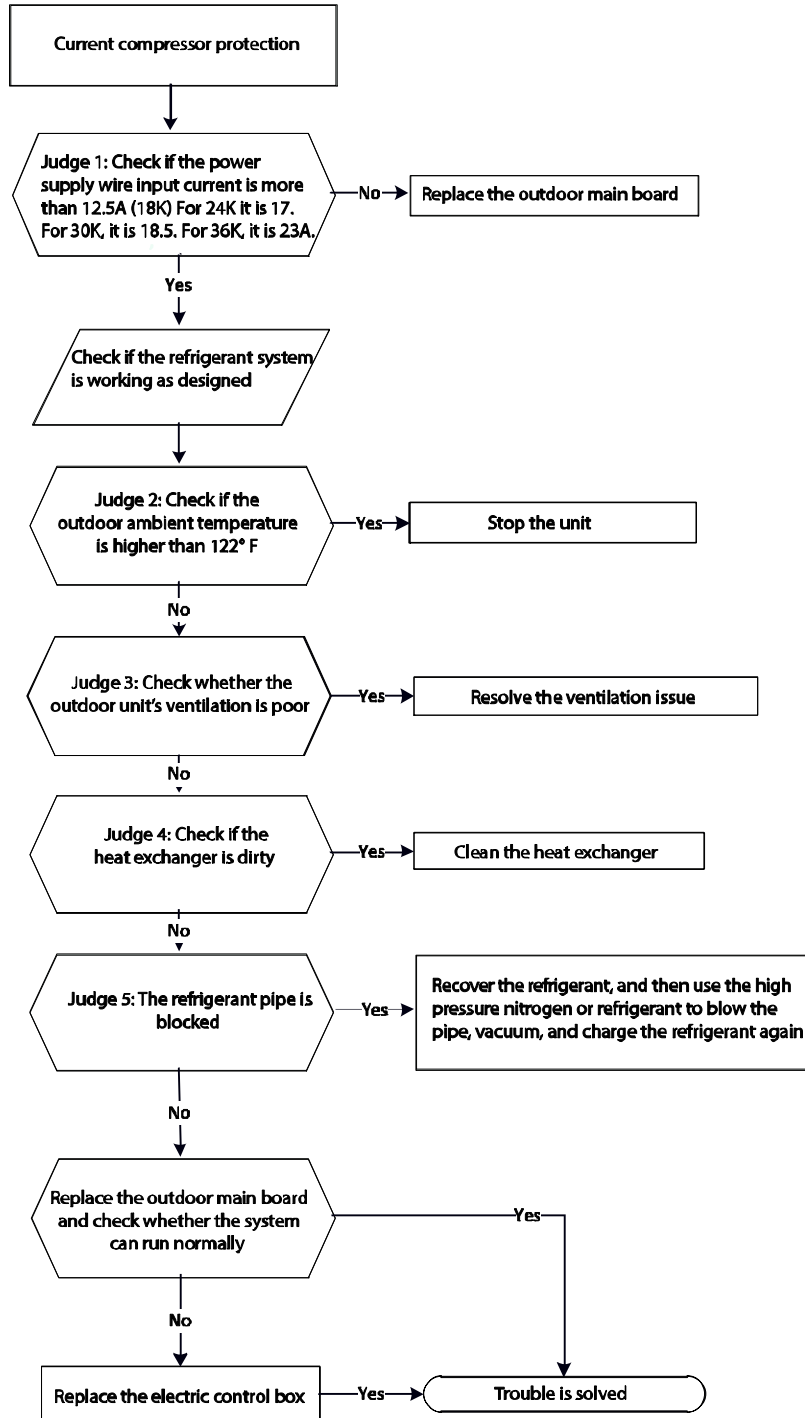 Current compressor protection
Judge 1: Check if the power
supply wire input current is more
than 12.5A (18K) For 24K it is 17.
For 30K, it is 18.5. For 36K, it is 23A.
No
Replace the outdoor main board
Yes
Check if the refrigerant system
is working as designed
Judge 2: Check if the
outdoor ambient temperature
is higher than 122° F
Yes
Stop the unit
No
Judge 3: Check whether the
outdoor unit's ventilation is poor
Yes
Resolve the ventilation issue
No
Judge 4: Check if the
heat exchanger is dirty
Yes
Clean the heat exchanger
No
Judge 5: The refrigerant pipe is
blocked
Yes
Recover the refrigerant, and then use the high
pressure nitrogen or refrigerant to blow the
pipe, vacuum, and charge the refrigerant again
No
Replace the outdoor main board
and check whether the system
can run normally
Yes
No
Replace the electric control box
Yes
Trouble is solved